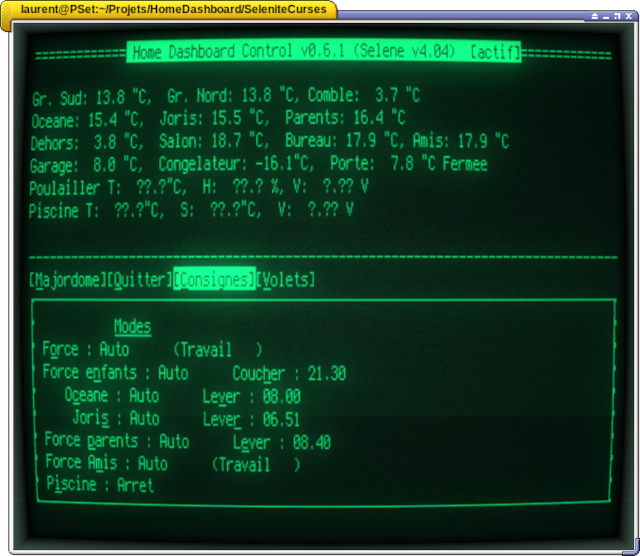 laurent@PSet:~/Projets/HomeDashboard/SeleniteCurses
================Home Dashboard Control v0.6.1 (Selene v4.04)  [actif]================
Gr. Sud: 13.8 °C,  Gr. Nord: 13.8 °C, Comble:  3.7 °C
Oceane: 15.4 °C,  Joris: 15.5 °C,  Parents: 16.4 °C
Dehors:  3.8 °C,  Salon: 18.7 °C,  Bureau: 17.9 °C, Amis: 17.9 °C
Garage:  8.0 °C,  Congelateur: -16.1°C,  Porte:  7.8 °C Fermee
Poulailler T:  ??.?°C,  H:  ??.? %, V:  ?.?? V
Piscine T:  ??.?°C,  S:  ??.?°C,  V:  ?.?? V
[Majordome][Quitter][Consignes][Volets]
Modes
Force : Auto      (Travail   )
Force enfants : Auto      Coucher : 21.30
Oceane : Auto      Lever : 08.00
Joris : Auto      Lever : 06.51
Force parents : Auto      Lever : 08.40
Force Amis : Auto      (Travail   )
Piscine : Arret